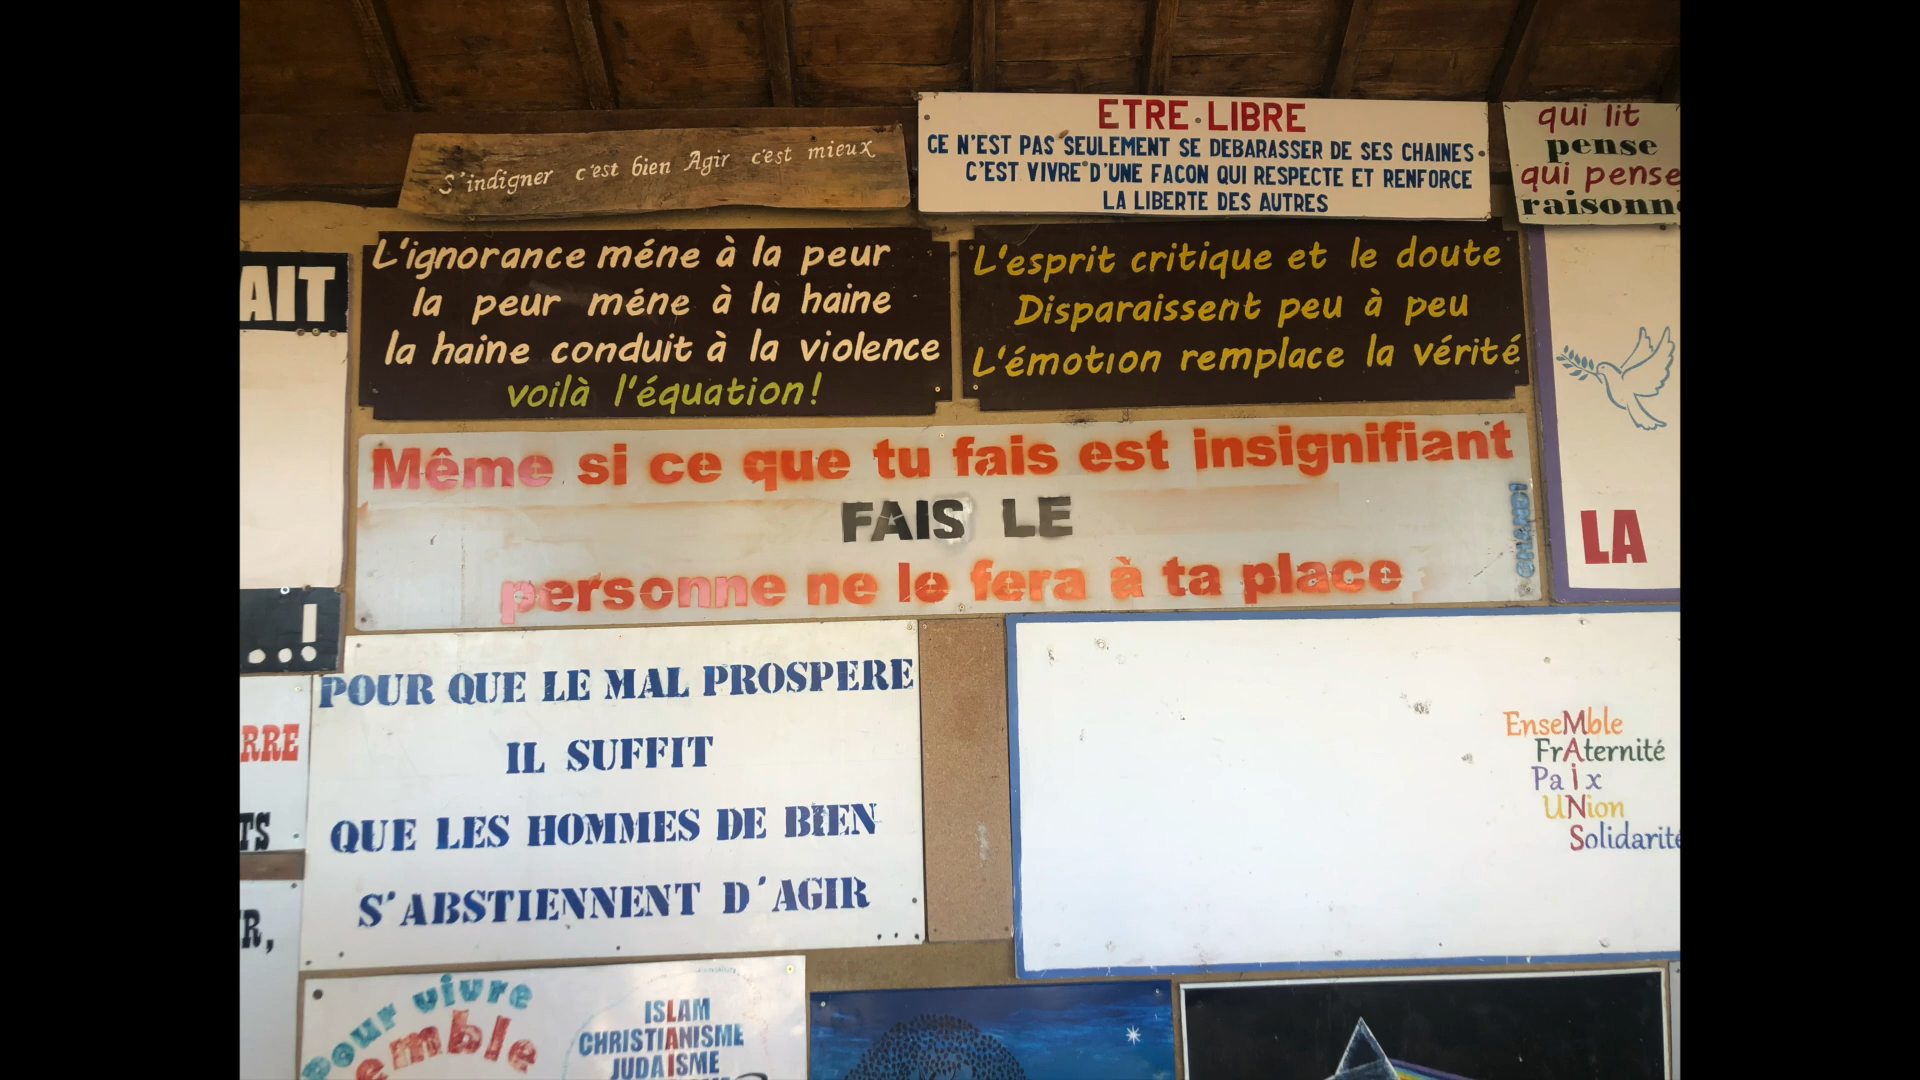 S'indigner c'est bien Agir c'est mieux
ETRE LIBRE
CE N'EST PAS SEULEMENT SE DEBARASSER DE SES CHAINES
C'EST VIVRE D'UNE FACON QUI RESPECTE ET RENFORCE
LA LIBERTE DES AUTRES
qui lit
pense
qui pense
raisonne
AIT
L'ignorance méne à la peur
la peur méne à la haine
la haine conduit à la violence
voilà l'équation!
L'esprit critique et le doute
Disparaissent peu à peu
L'émotion remplace la vérité
Même si ce que tu fais est insignifiant
FAIS LE
personne ne le fera à ta place
LA
..!
POUR QUE LE MAL PROSPERE
IL SUFFIT
QUE LES HOMMES DE BIEN
S'ABSTIENNENT D'AGIR
RRE
TS
R,
EnseMble
FrAternité
PaIx
UNion
Solidarité
pour vivre
emble
ISLAM
CHRISTIANISME
JUDAISME